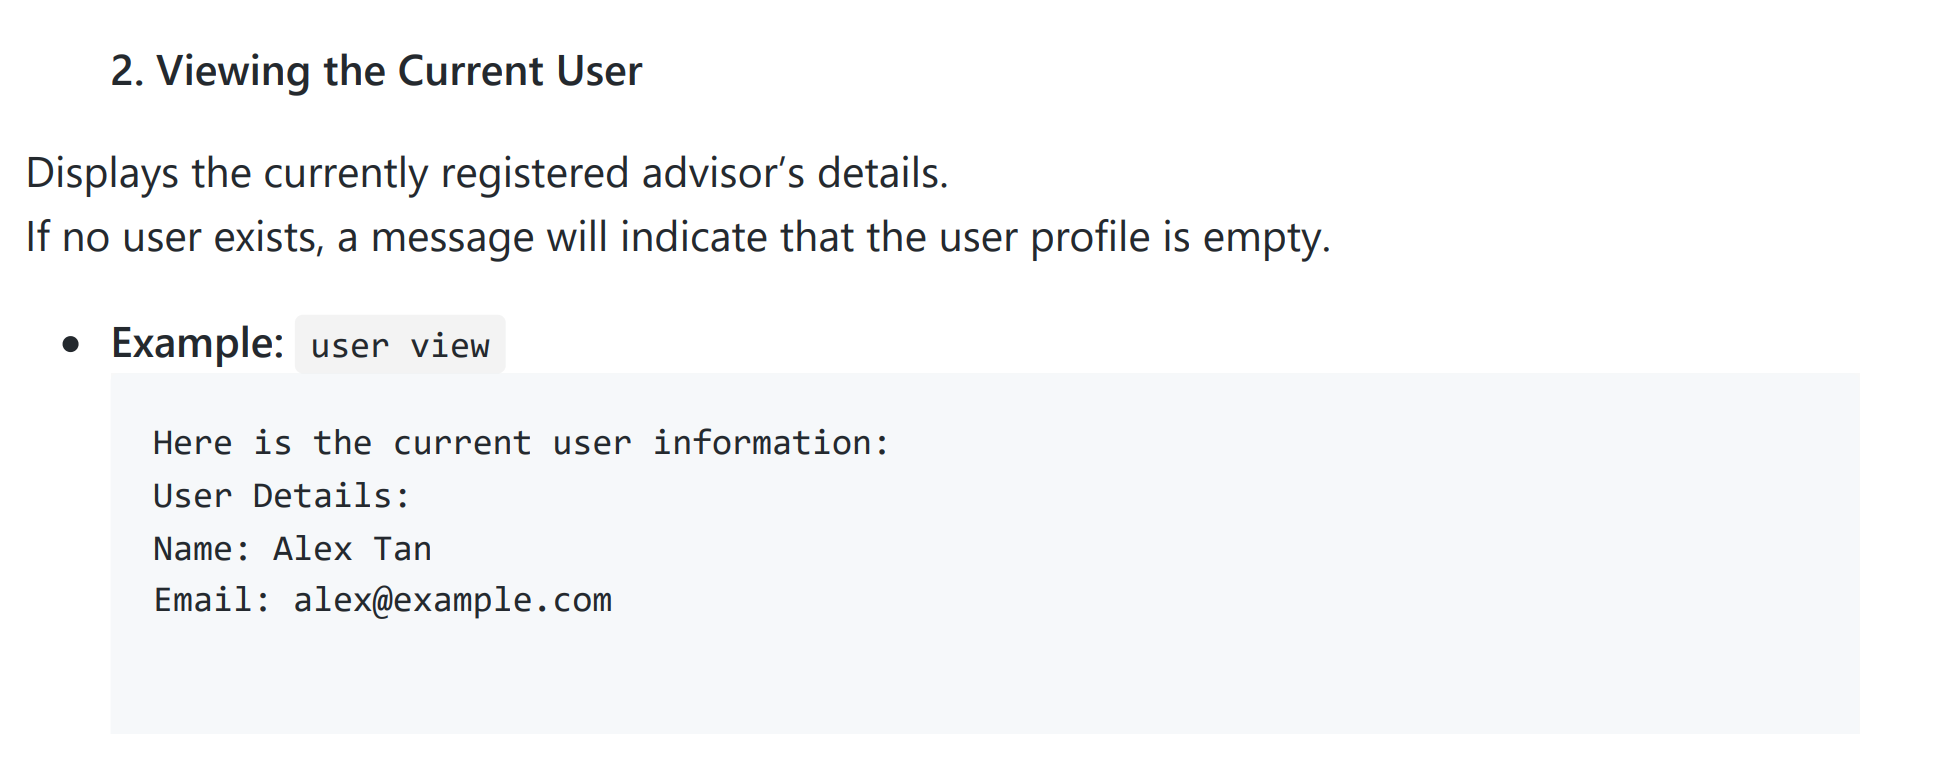 2. Viewing the Current User
Displays the currently registered advisor’s details.
If no user exists, a message will indicate that the user profile is empty.
• Example: user view
Here is the current user information:
User Details:
Name: Alex Tan
Email: alex@example.com